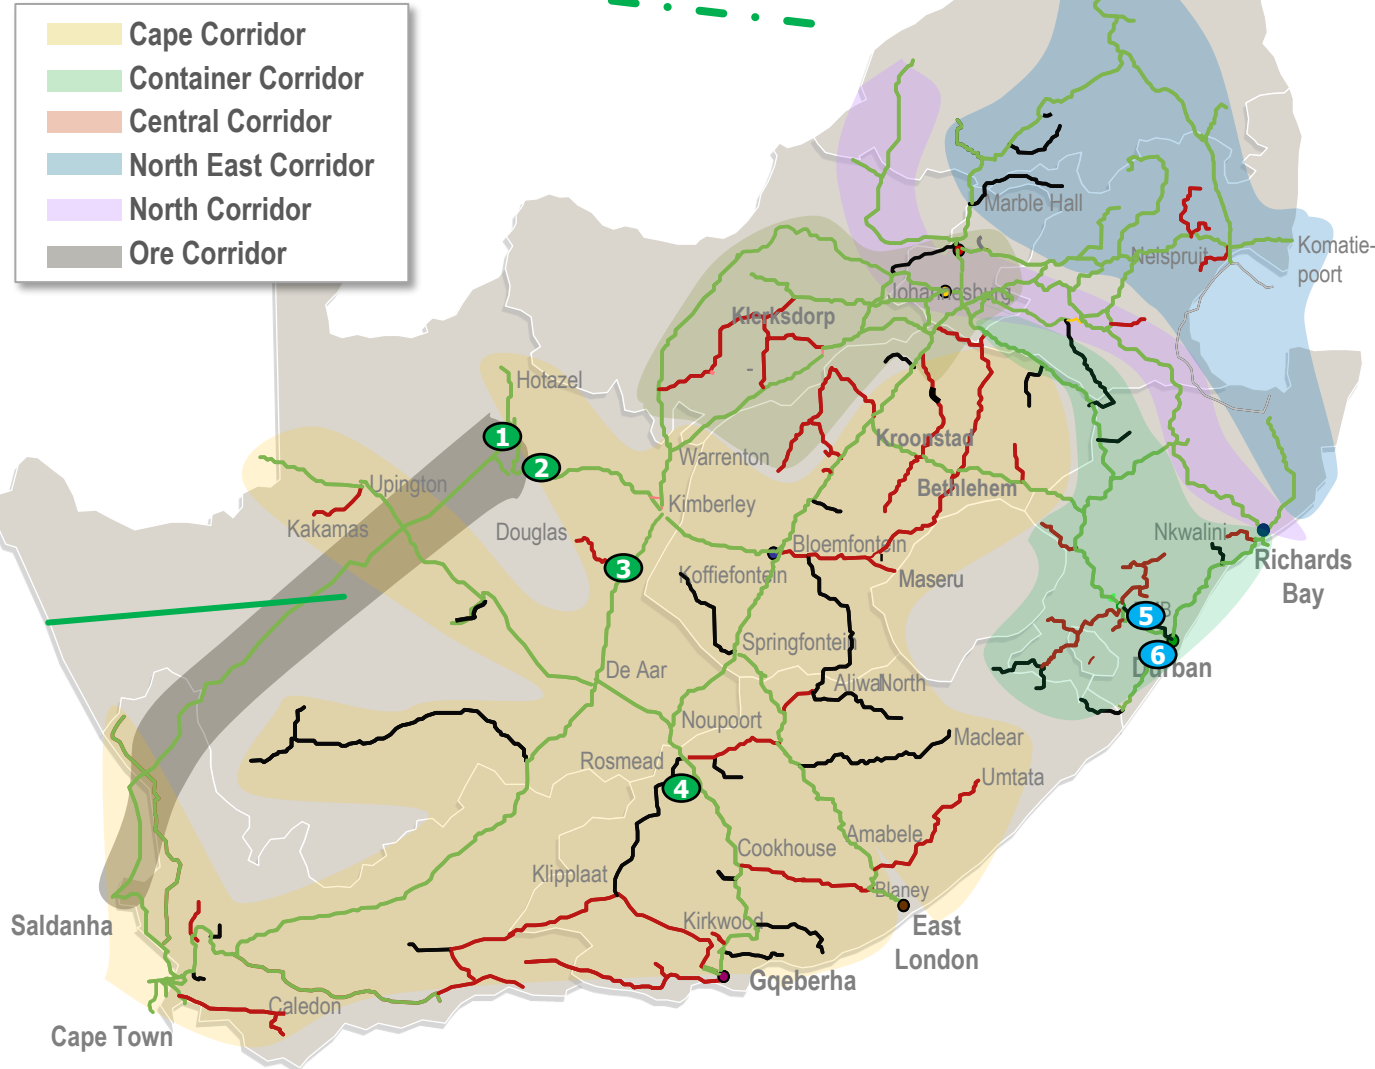 Cape Corridor
Container Corridor
Central Corridor
North East Corridor
North Corridor
Ore Corridor
Marble Hall
Nelspruit
Komatie-
poort
Johannesburg
Klerksdorp
-
Hotazel
1
2
Kroonstad
Warrenton
Upington
Bethlehem
Kimberley
Kakamas
Douglas
Nkwalini
Bloemfontein
Richards
Bay
3
Koffiefontein
Maseru
5
B
Springfontein
6
Durban
De Aar
Aliwal North
Noupoort
Maclear
Rosmead
Umtata
4
Amabele
Cookhouse
Klipplaat
Blaney
Saldanha
Kirkwood
East
London
Gqeberha
Caledon
Cape Town